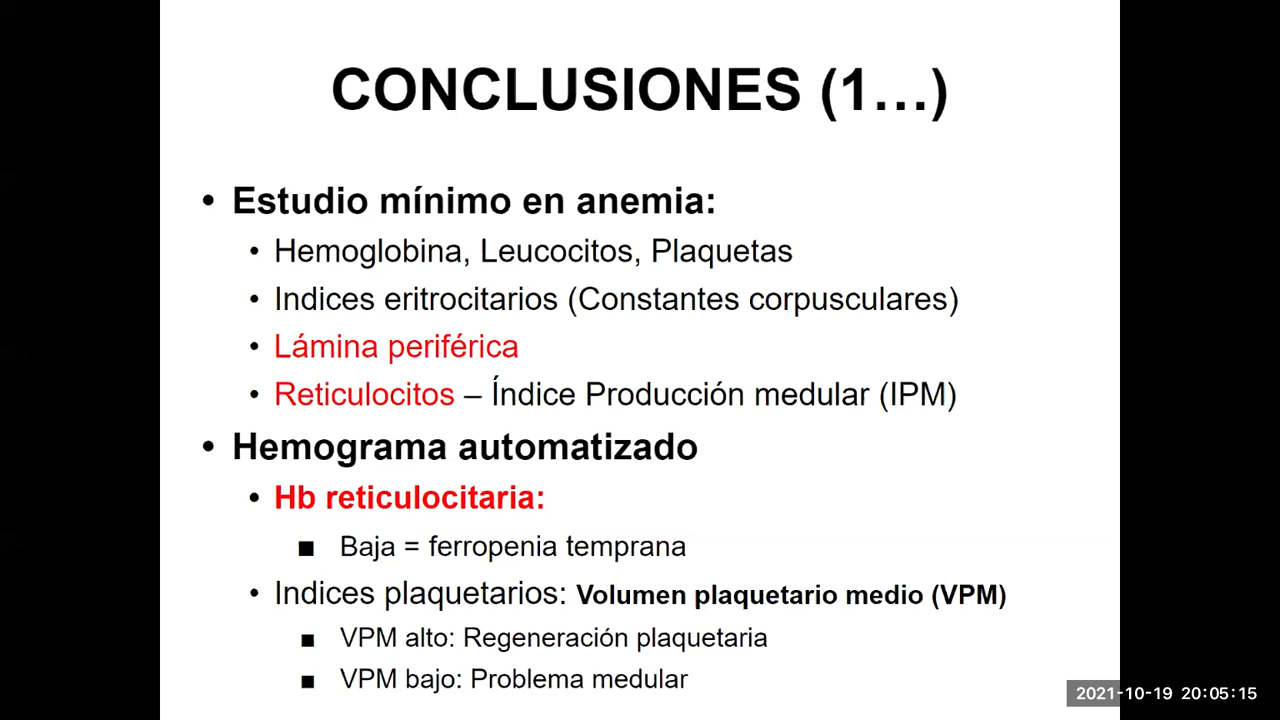 CONCLUSIONES (1...)
• Estudio mínimo en anemia:
• Hemoglobina, Leucocitos, Plaquetas
• Indices eritrocitarios (Constantes corpusculares)
• Lámina periférica
• Reticulocitos – Índice Producción medular (IPM)
• Hemograma automatizado
• Hb reticulocitaria:
■ Baja = ferropenia temprana
• Indices plaquetarios: Volumen plaquetario medio (VPM)
■ VPM alto: Regeneración plaquetaria
■ VPM bajo: Problema medular
2021-10-19 20:05:15